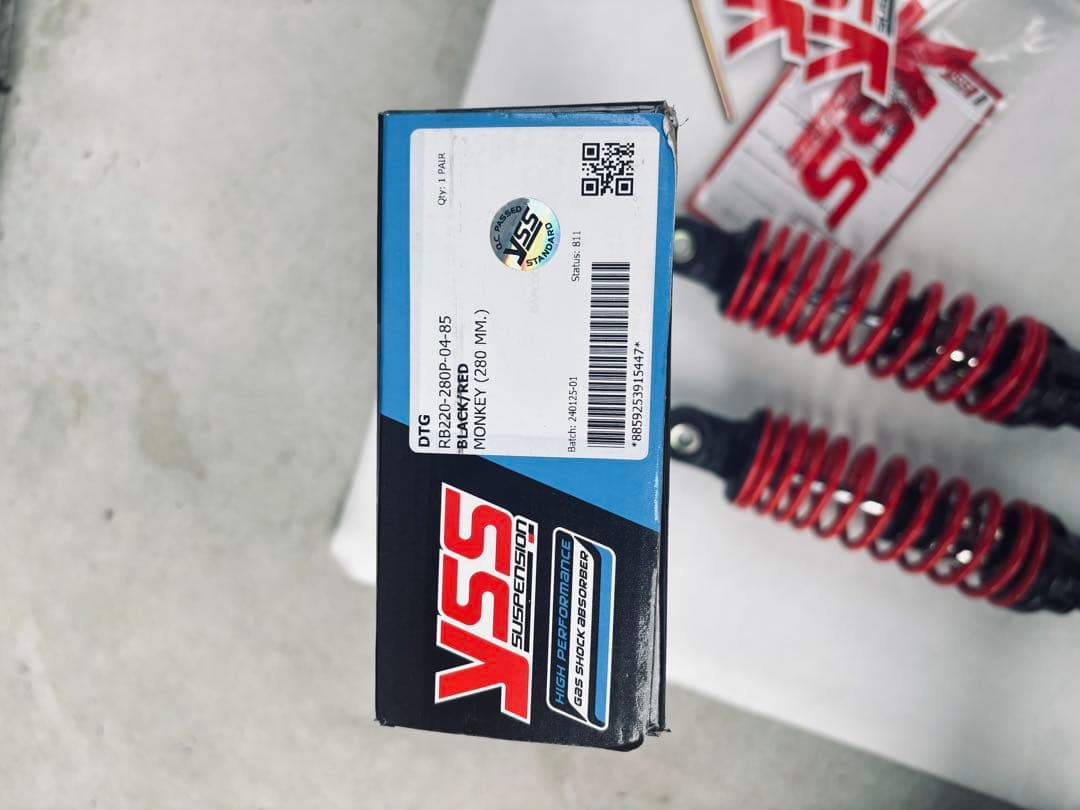 DTG
RB220-280P-04-85
BLACK/RED
MONKEY (280 MM.)
Qty: 1 PAIR
Q.C. PASSED
YSS
STANDARD
Batch: 240125-01
Status: 811
*8859253915447*
YSS
SUSPENSION
HIGH PERFORMANCE
GAS SHOCK ABSORBER
YSS